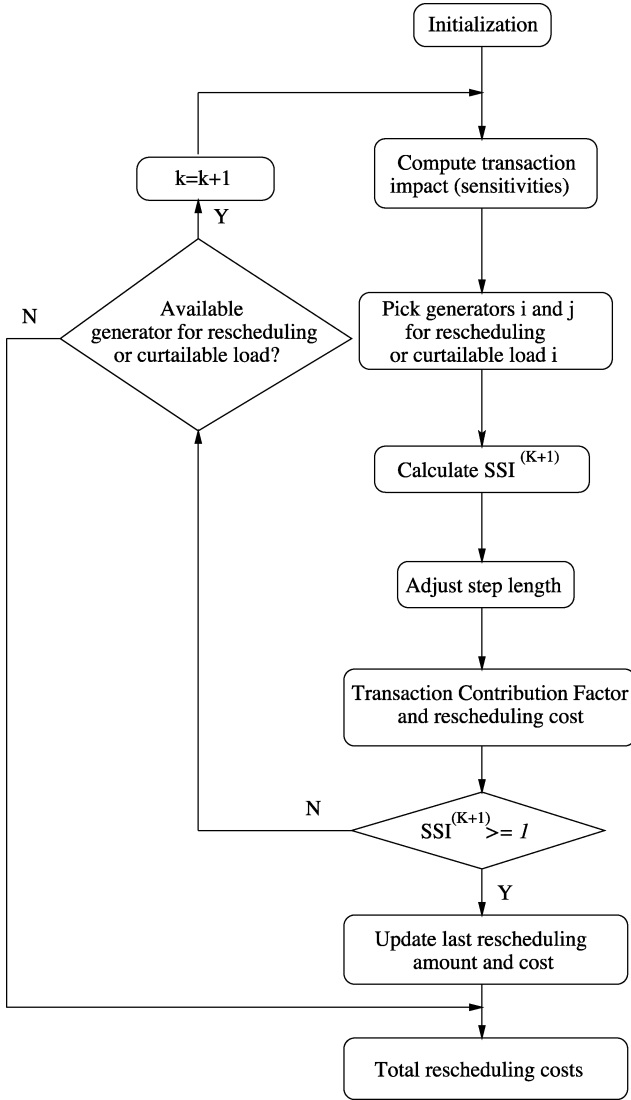 Initialization
k=k+1
Compute transaction
impact (sensitivities)
Y
N
Available
generator for rescheduling
or curtailable load?
Pick generators i and j
for rescheduling
or curtailable load i
Calculate SSI (K+1)
Adjust step length
Transaction Contribution Factor
and rescheduling cost
N
SSI (K+1) >= 1
Y
Update last rescheduling
amount and cost
Total rescheduling costs